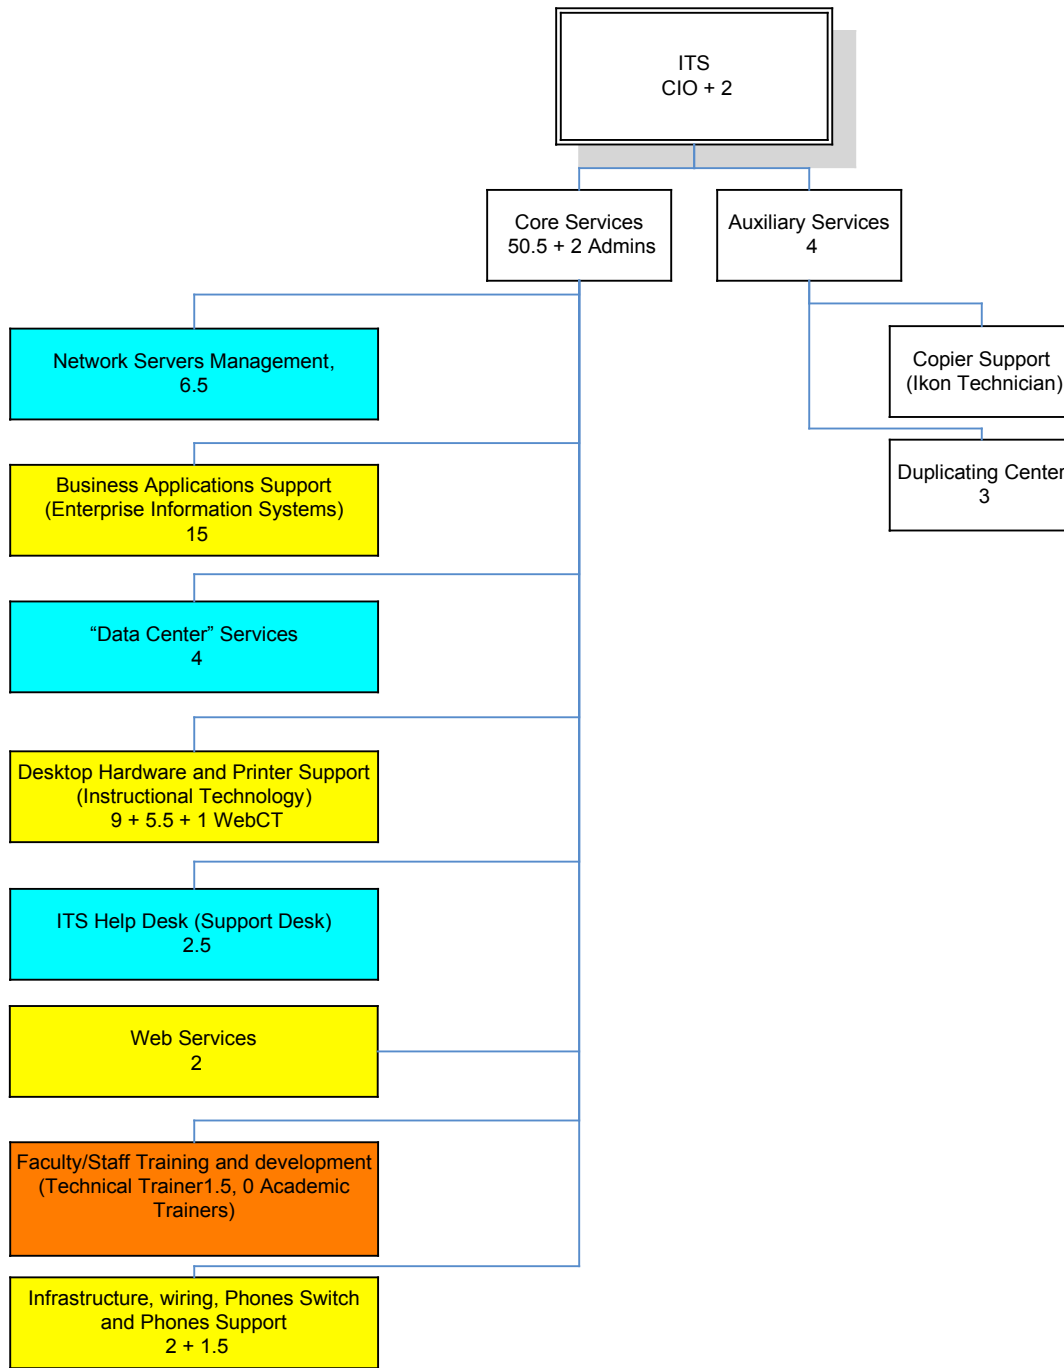 ITS
CIO + 2
Core Services
50.5 + 2 Admins
Auxiliary Services
4
Network Servers Management,
6.5
Copier Support
(Ikon Technician)
Business Applications Support
(Enterprise Information Systems)
15
Duplicating Center
3
“Data Center” Services
4
Desktop Hardware and Printer Support
(Instructional Technology)
9 + 5.5 + 1 WebCT
ITS Help Desk (Support Desk)
2.5
Web Services
2
Faculty/Staff Training and development
(Technical Trainer1.5, 0 Academic
Trainers)
Infrastructure, wiring, Phones Switch
and Phones Support
2 + 1.5